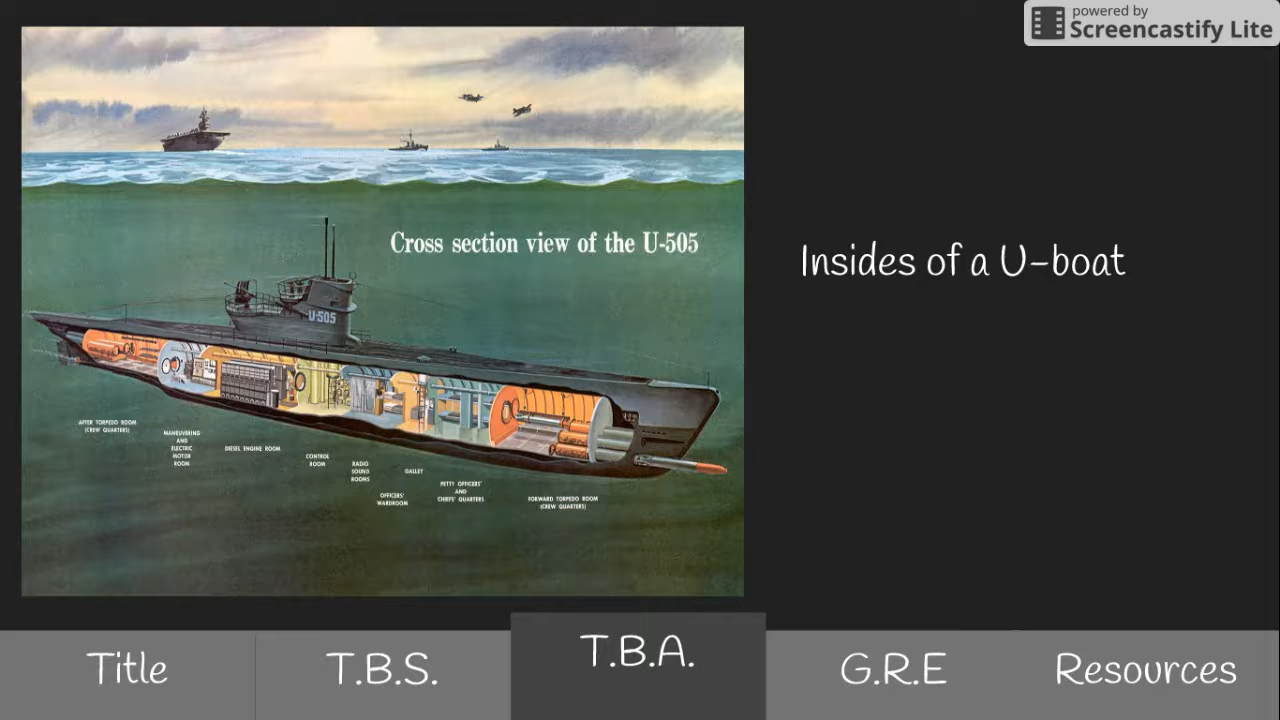 powered by
Screencastify Lite
Cross section view of the U-505
Insides of a U-boat
U-505
AFTER TORPEDO ROOM
(CREW QUARTERS)
MANEUVERING
AND
ELECTRIC
MOTOR
ROOM
DIESEL ENGINE ROOM
CONTROL
ROOM
RADIO
SOUND
ROOMS
OFFICERS'
WARDROOM
GALLEY
PETTY OFFICERS'
AND
CHIEFS' QUARTERS
FORWARD TORPEDO ROOM
(CREW QUARTERS)
Title
T.B.S.
T.B.A.
G.R.E
Resources